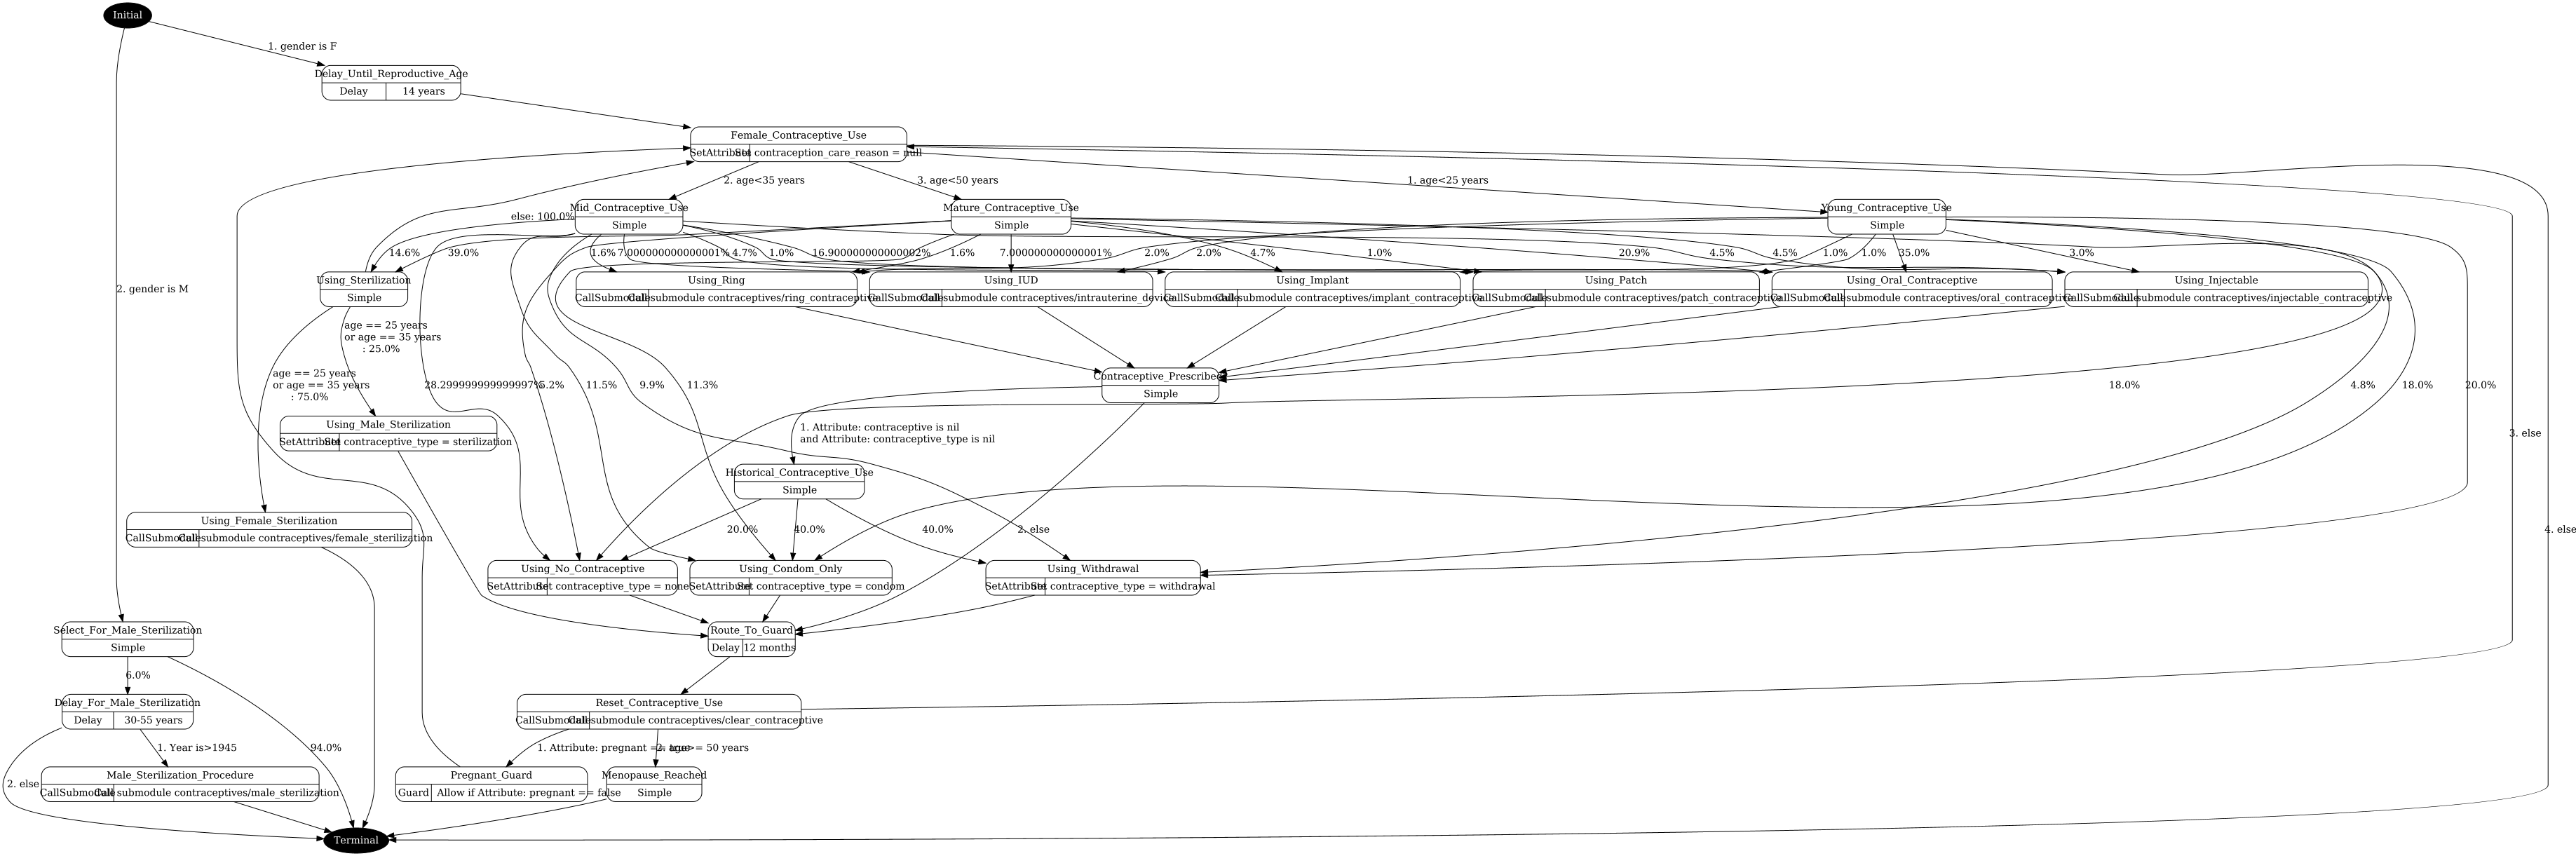 Initial
1. gender is F
Delay_Until_Reproductive_Age
Delay
14 years
Female_Contraceptive_Use
SetAttribute
Set contraception_care_reason = null
2. age<35 years
3. age<50 years
1. age<25 years
Mid_Contraceptive_Use
Simple
Mature_Contraceptive_Use
Simple
Young_Contraceptive_Use
Simple
else: 100.0%
14.6%
39.0%
1.6%
7.000000000000001%
4.7%
1.0%
16.900000000000002%
1.6%
7.000000000000001%
2.0%
2.0%
4.7%
1.0%
20.9%
4.5%
4.5%
1.0%
1.0%
35.0%
3.0%
2. gender is M
Using_Sterilization
Simple
Using_Ring
CallSubmodule
Call submodule contraceptives/ring_contraceptive
Using_IUD
CallSubmodule
Call submodule contraceptives/intrauterine_device
Using_Implant
CallSubmodule
Call submodule contraceptives/implant_contraceptive
Using_Patch
CallSubmodule
Call submodule contraceptives/patch_contraceptive
Using_Oral_Contraceptive
CallSubmodule
Call submodule contraceptives/oral_contraceptive
Using_Injectable
CallSubmodule
Call submodule contraceptives/injectable_contraceptive
age == 25 years
or age == 35 years
: 25.0%
age == 25 years
or age == 35 years
: 75.0%
28.299999999999997%
5.2%
11.5%
9.9%
11.3%
Contraceptive_Prescribed
Simple
18.0%
4.8%
18.0%
20.0%
Using_Male_Sterilization
SetAttribute
Set contraceptive_type = sterilization
1. Attribute: contraceptive is nil
and Attribute: contraceptive_type is nil
3. else
Historical_Contraceptive_Use
Simple
Using_Female_Sterilization
CallSubmodule
Call submodule contraceptives/female_sterilization
20.0%
40.0%
40.0%
2. else
4. else
Using_No_Contraceptive
SetAttribute
Set contraceptive_type = none
Using_Condom_Only
SetAttribute
Set contraceptive_type = condom
Using_Withdrawal
SetAttribute
Set contraceptive_type = withdrawal
Select_For_Male_Sterilization
Simple
Route_To_Guard
Delay
12 months
6.0%
Delay_For_Male_Sterilization
Delay
30-55 years
Reset_Contraceptive_Use
CallSubmodule
Call submodule contraceptives/clear_contraceptive
1. Year is>1945
94.0%
1. Attribute: pregnant == true
2. age>= 50 years
2. else
Male_Sterilization_Procedure
CallSubmodule
Call submodule contraceptives/male_sterilization
Pregnant_Guard
Guard
Allow if Attribute: pregnant == false
Menopause_Reached
Simple
Terminal